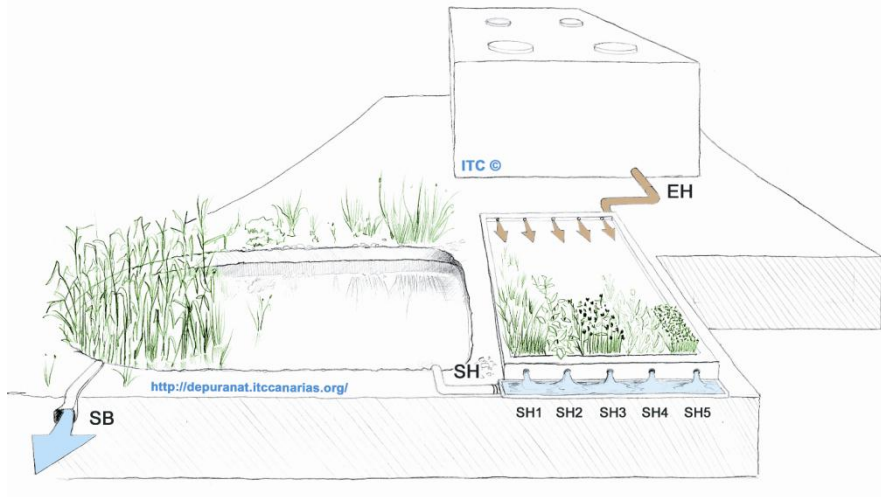 ITC ©
EH
SH
http://depuranat.itccanarias.org/
SB
SH1 SH2 SH3 SH4 SH5